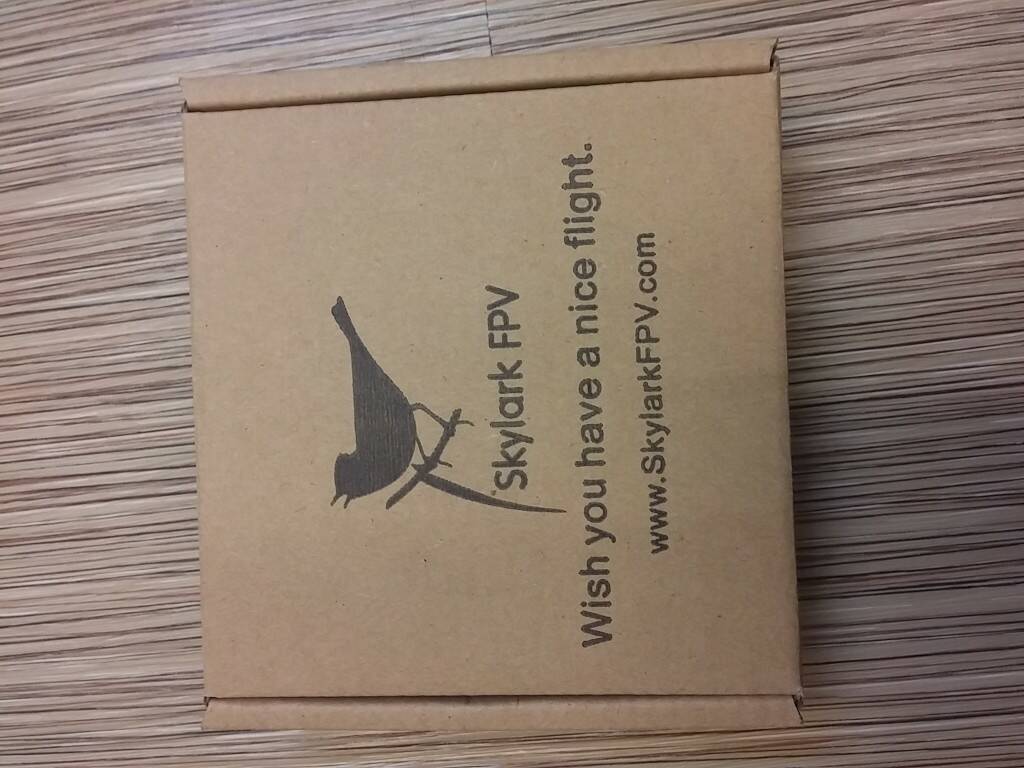 Skylark FPV
Wish you have a nice flight.
www.SkylarkFPV.com